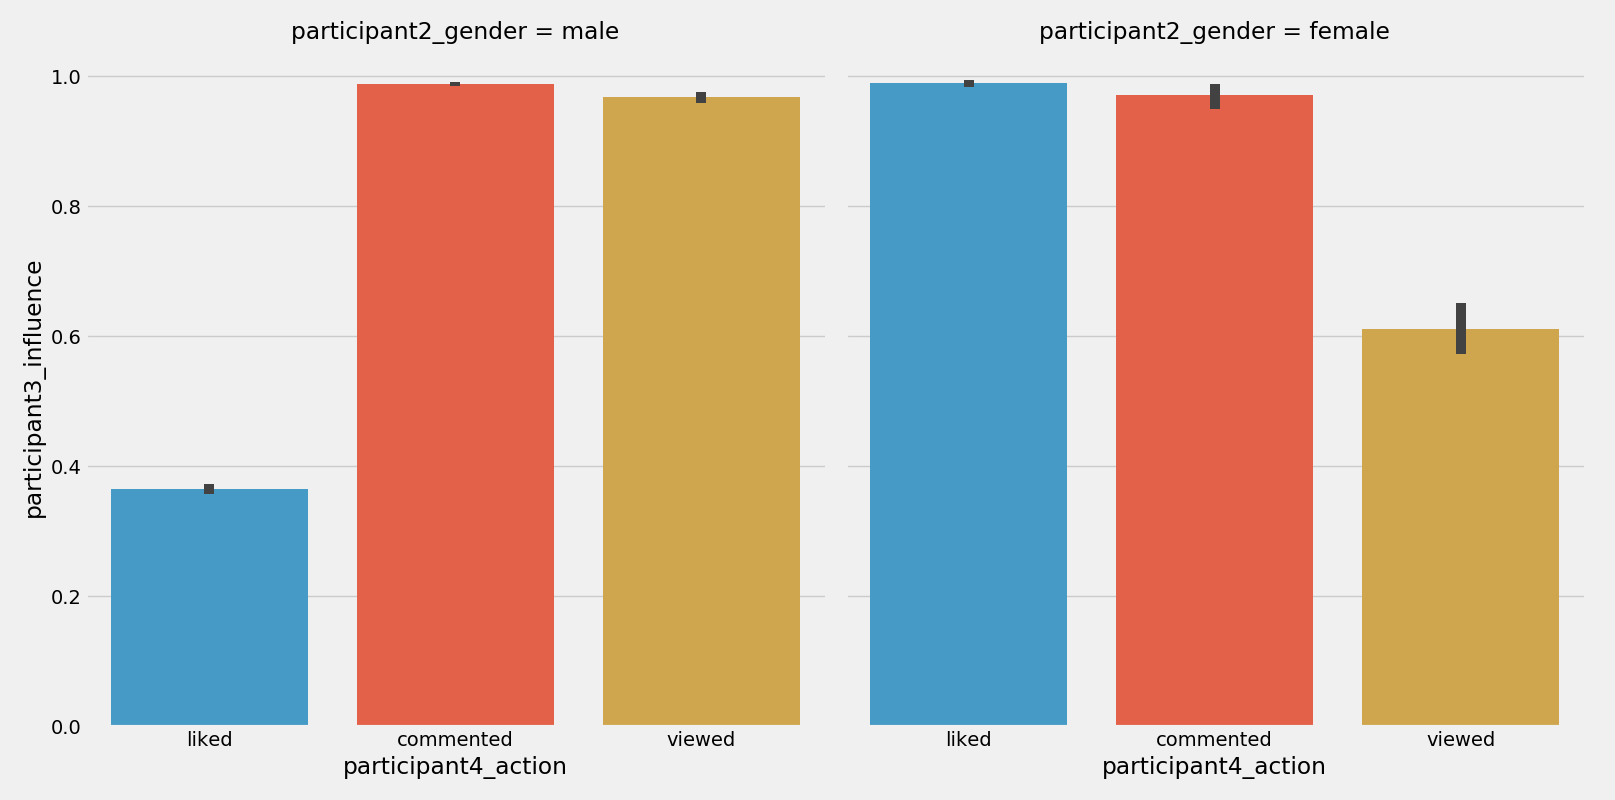 participant2_gender = male
participant2_gender = female
participant3_influence
1.0
0.8
0.6
0.4
0.2
0.0
liked commented viewed
liked commented viewed
participant4_action
participant4_action